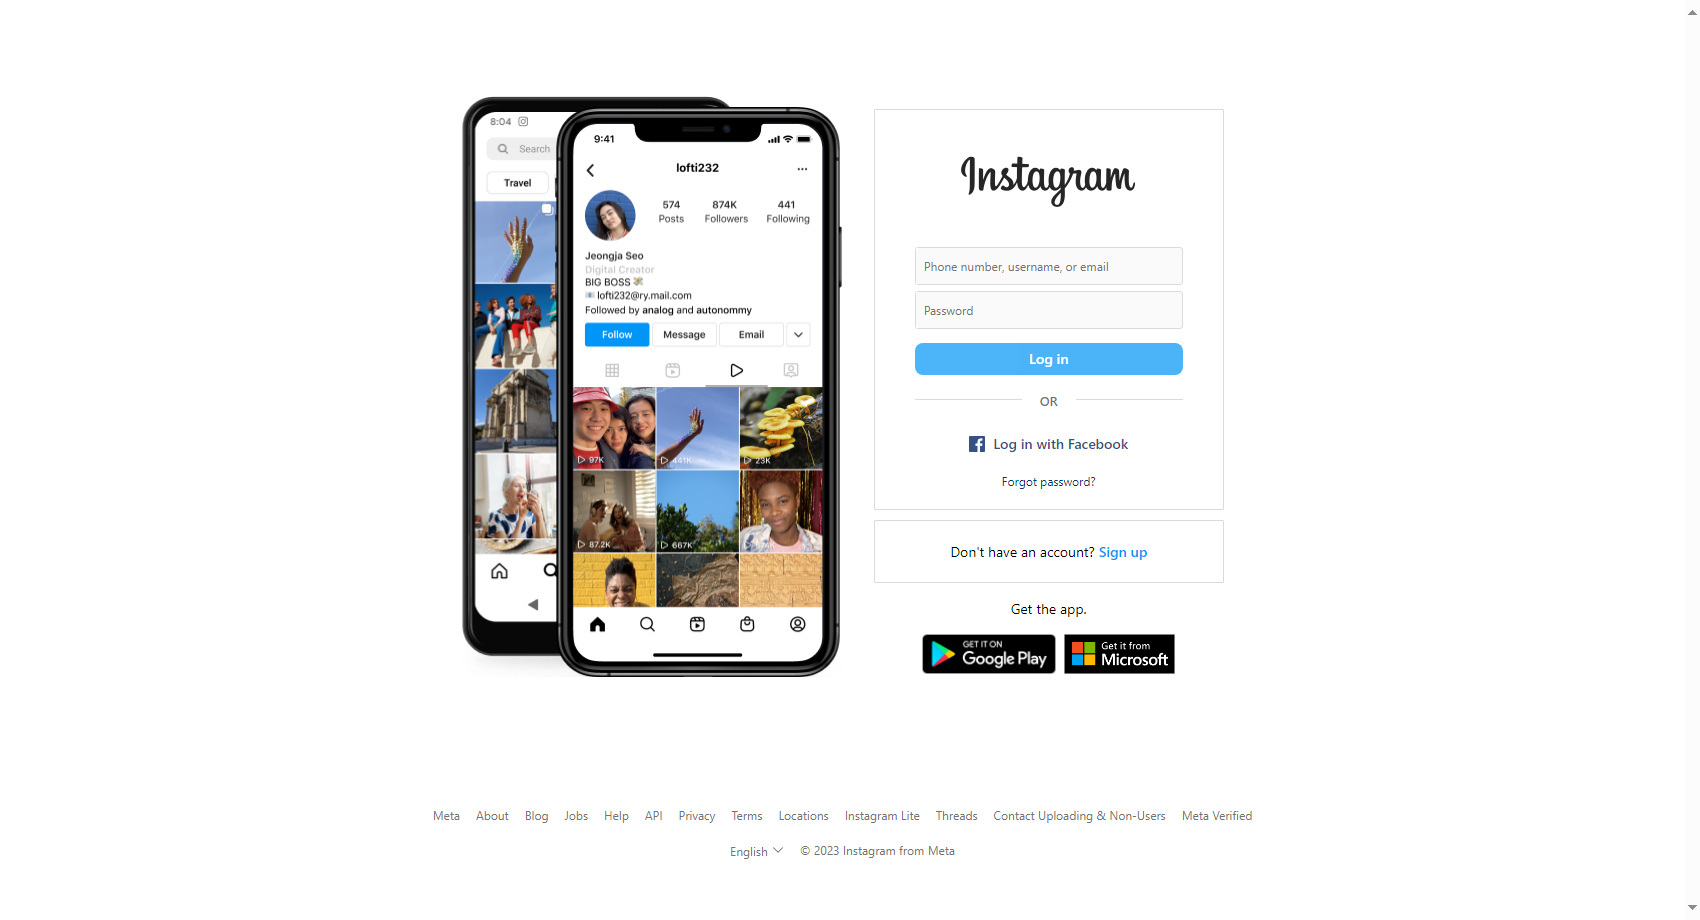 8:04
Search
Travel
9:41
lofti232
574 874K 441
Posts Followers Following
Jeongja Seo
Digital Creator
BIG BOSS
lofti232@ry.mail.com
Followed by analog and autonommy
Follow Message Email
97K 441K 23K
87.2K 667K
Instagram
Phone number, username, or email
Password
Log in
OR
Log in with Facebook
Forgot password?
Don't have an account? Sign up
Get the app.
GET IT ON
Google Play
Get it from
Microsoft
Meta About Blog Jobs Help API Privacy Terms Locations Instagram Lite Threads Contact Uploading & Non-Users Meta Verified
English © 2023 Instagram from Meta